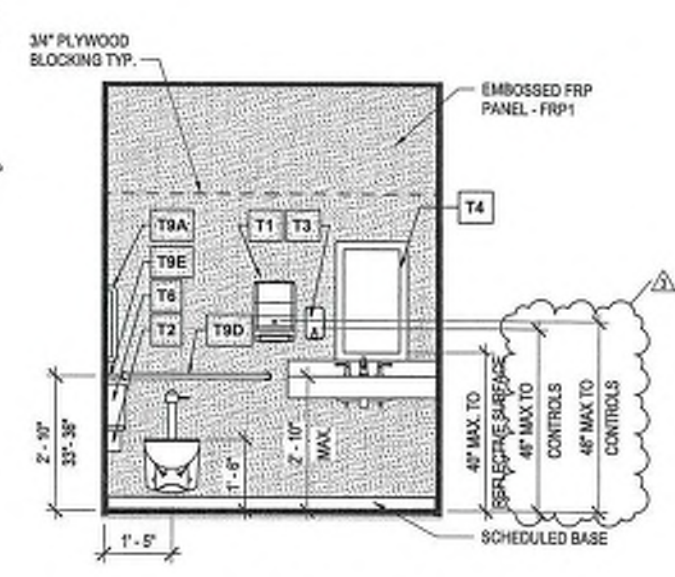 3/4" PLYWOOD
BLOCKING TYP.
EMBOSSED FRP
PANEL - FRP1
T4
T9A
T1
T3
T9E
T6
T2
T9D
3
2' - 10"
33"- 36"
1' - 6"
2' - 10"
MAX.
40" MAX. TO
REFLECTIVE SURFACE
46" MAX TO
CONTROLS
48" MAX TO
CONTROLS
SCHEDULED BASE
1' - 5"